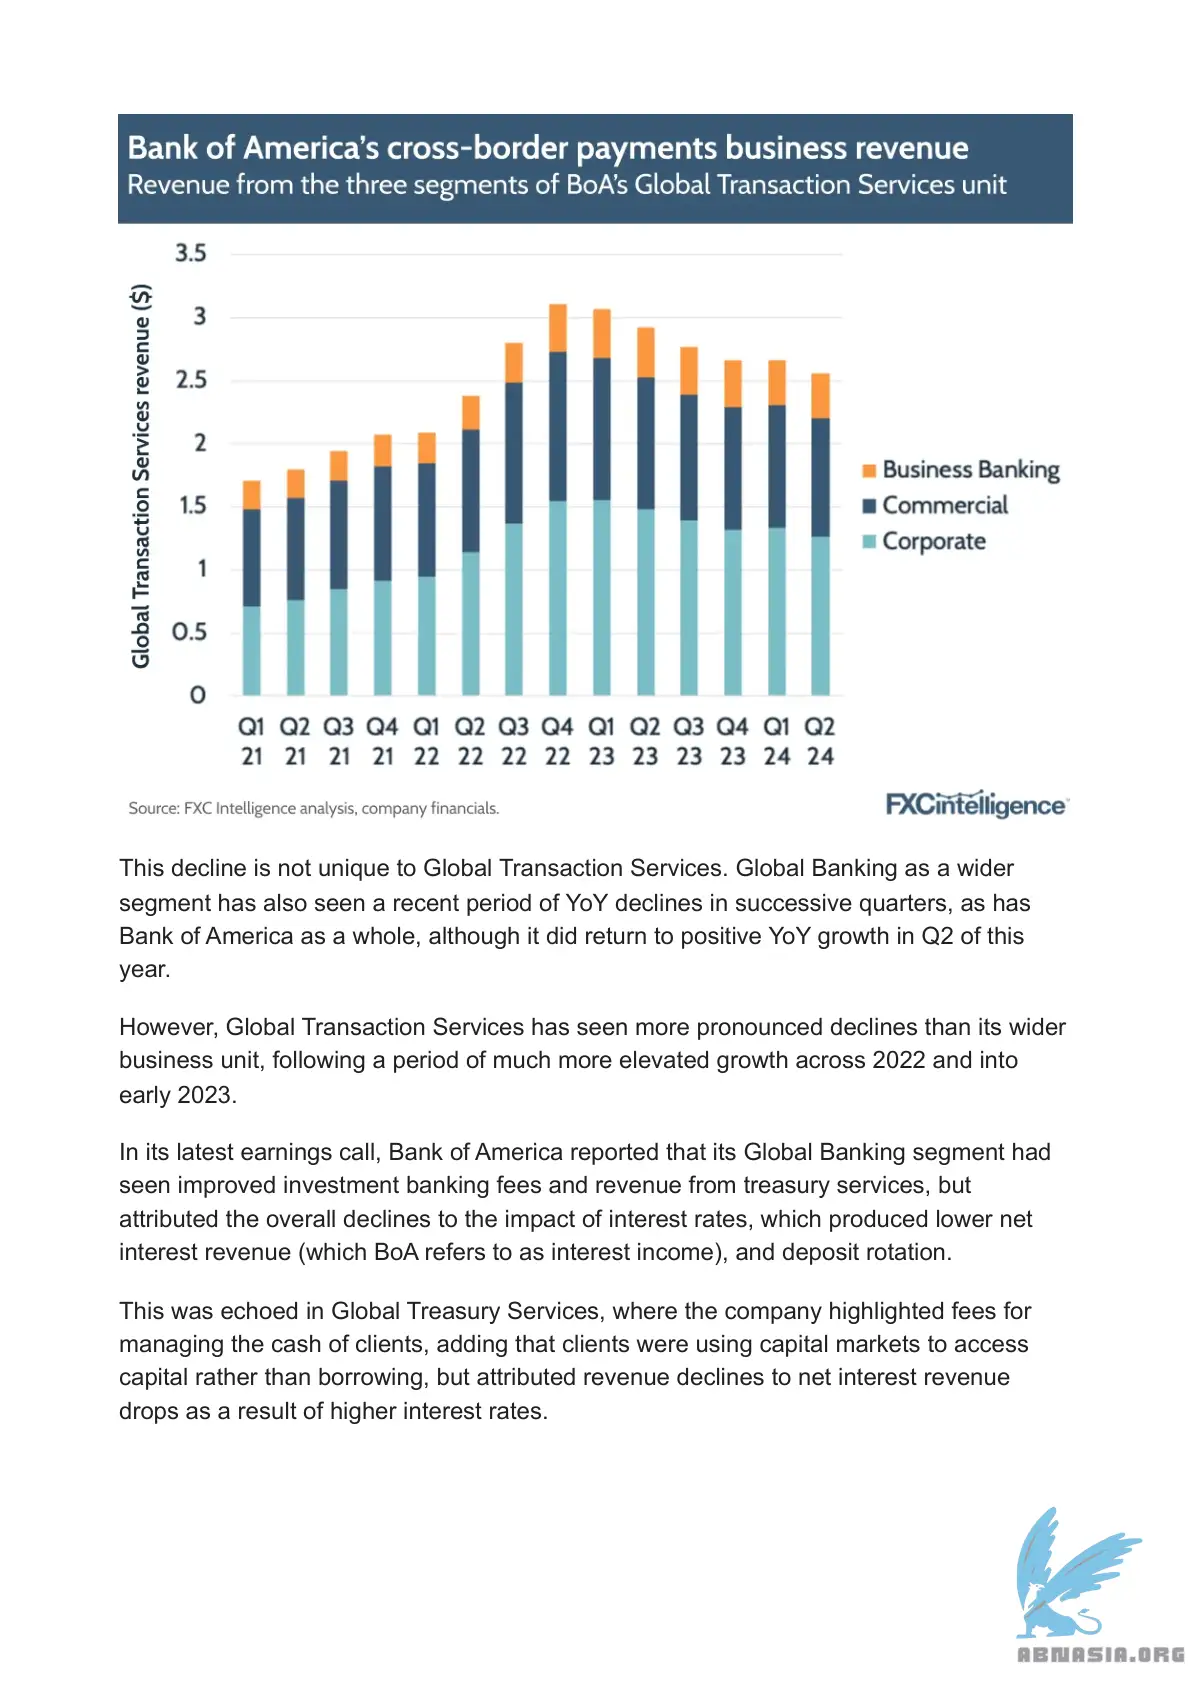 Bank of America's cross-border payments business revenue
Revenue from the three segments of BoA's Global Transaction Services unit
Global Transaction Services revenue ($)
3.5
3
2.5
2
1.5
1
0.5
0
Business Banking
Commercial
Corporate
Q1 Q2 Q3 Q4 Q1 Q2 Q3 Q4 Q1 Q2 Q3 Q4 Q1 Q2
21 21 21 21 22 22 22 22 23 23 23 23 24 24
Source: FXC Intelligence analysis, company financials.
FXCintelligence™
This decline is not unique to Global Transaction Services. Global Banking as a wider
segment has also seen a recent period of YoY declines in successive quarters, as has
Bank of America as a whole, although it did return to positive YoY growth in Q2 of this
year.
However, Global Transaction Services has seen more pronounced declines than its wider
business unit, following a period of much more elevated growth across 2022 and into
early 2023.
In its latest earnings call, Bank of America reported that its Global Banking segment had
seen improved investment banking fees and revenue from treasury services, but
attributed the overall declines to the impact of interest rates, which produced lower net
interest revenue (which BoA refers to as interest income), and deposit rotation.
This was echoed in Global Treasury Services, where the company highlighted fees for
managing the cash of clients, adding that clients were using capital markets to access
capital rather than borrowing, but attributed revenue declines to net interest revenue
drops as a result of higher interest rates.
ABNASIA.ORG